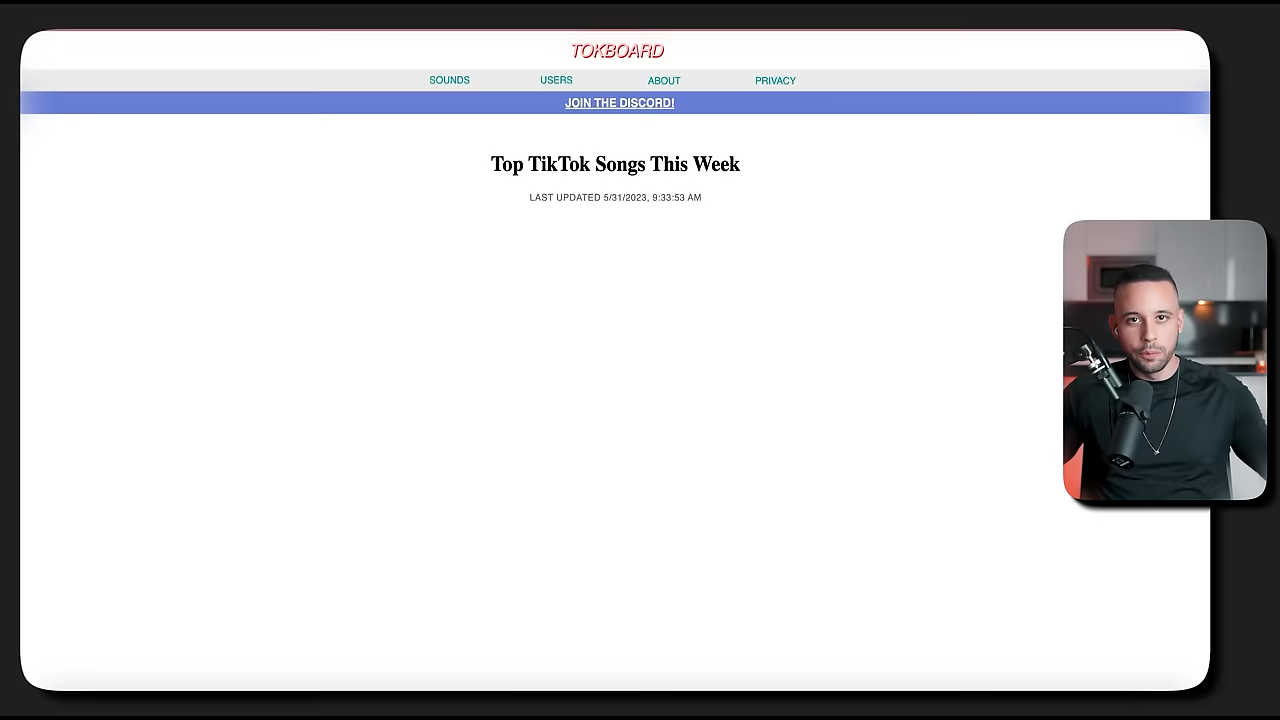 TOKBOARD
SOUNDS USERS ABOUT PRIVACY
JOIN THE DISCORD!
Top TikTok Songs This Week
LAST UPDATED 5/31/2023, 9:33:53 AM